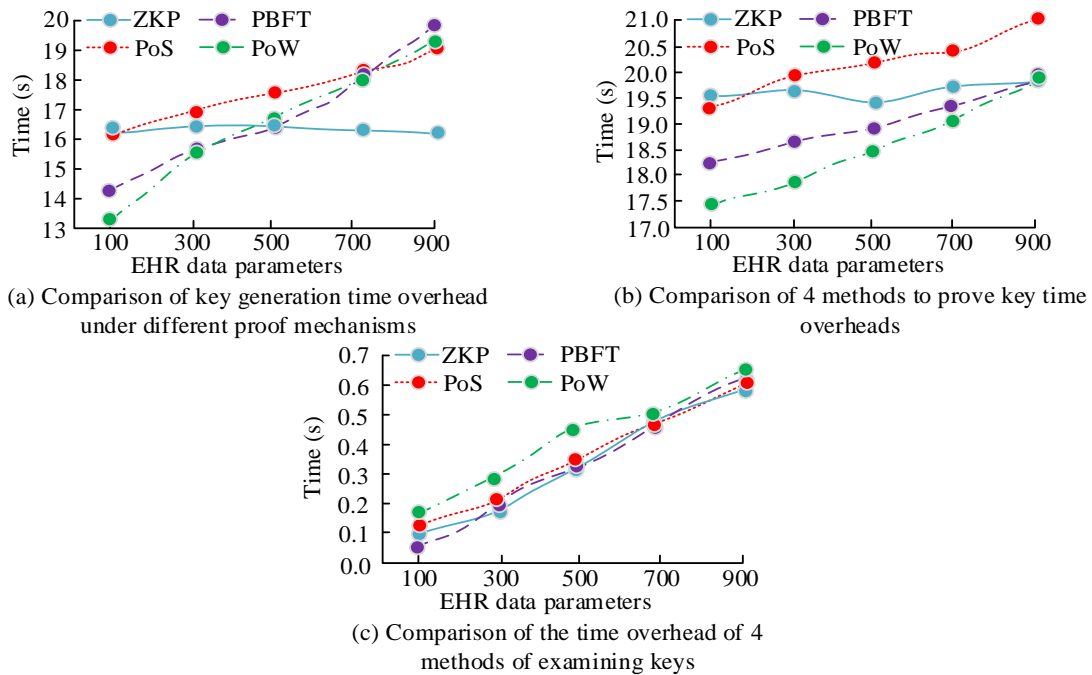 ZKP PBFT
PoS PoW
20
19
18
17
16
15
14
13
Time (s)
100 300 500 700 900
EHR data parameters
(a) Comparison of key generation time overhead
under different proof mechanisms
ZKP PBFT
PoS PoW
21.0
20.5
20.0
19.5
19.0
18.5
18.0
17.5
17.0
Time (s)
100 300 500 700 900
EHR data parameters
(b) Comparison of 4 methods to prove key time
overheads
ZKP PBFT
PoS PoW
0.7
0.6
0.5
0.4
0.3
0.2
0.1
0.0
Time (s)
100 300 500 700 900
EHR data parameters
(c) Comparison of the time overhead of 4
methods of examining keys